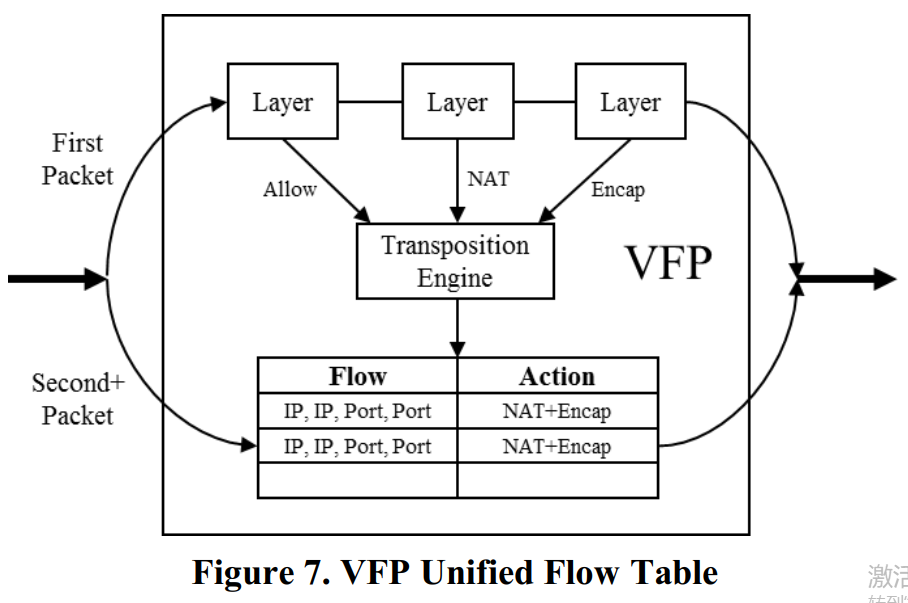 Layer
Layer
Layer
First
Packet
Allow
NAT
Encap
Transposition
Engine
VFP
Second+
Packet
Flow Action
IP, IP, Port, Port NAT+Encap
IP, IP, Port, Port NAT+Encap
Figure 7. VFP Unified Flow Table
激活